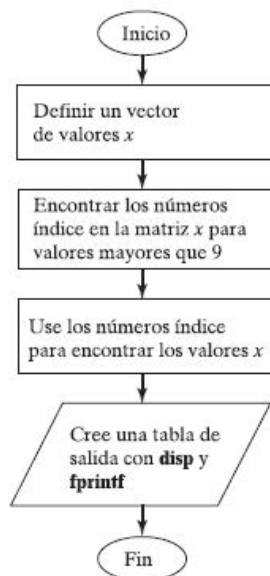 Inicio
Definir un vector
de valores x
Encontrar los números
índice en la matriz x para
valores mayores que 9
Use los números índice
para encontrar los valores x
Cree una tabla de
salida con disp y
fprintf
Fin